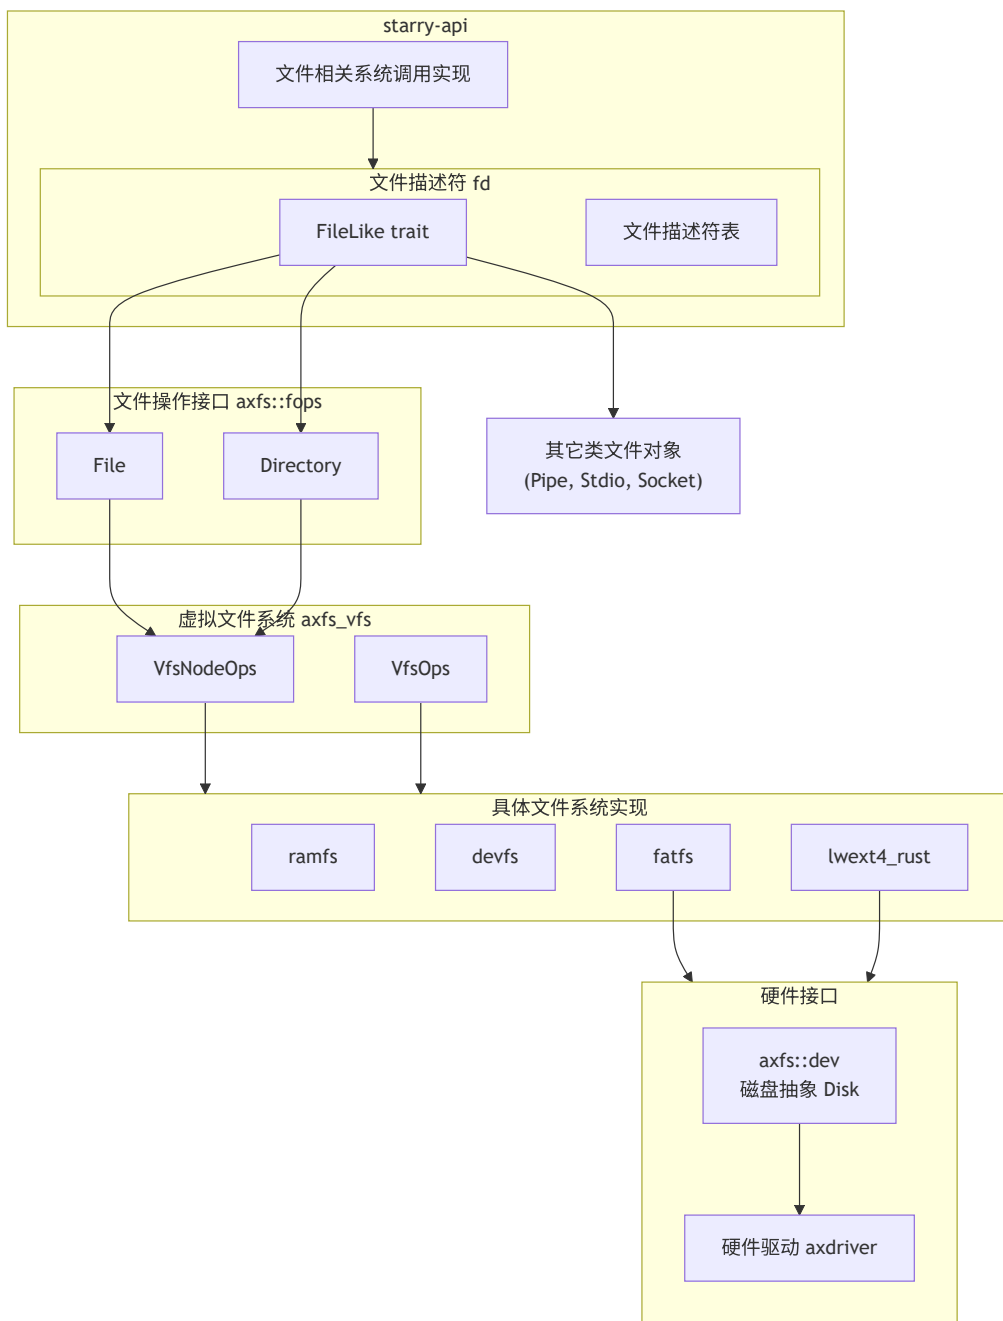 starry-api
文件相关系统调用实现
文件描述符 fd
FileLike trait
文件描述符表
文件操作接口 axfs::fops
File
Directory
其它类文件对象
(Pipe, Stdio, Socket)
虚拟文件系统 axfs_vfs
VfsNodeOps
VfsOps
具体文件系统实现
ramfs
devfs
fatfs
lwext4_rust
硬件接口
axfs::dev
磁盘抽象 Disk
硬件驱动 axdriver